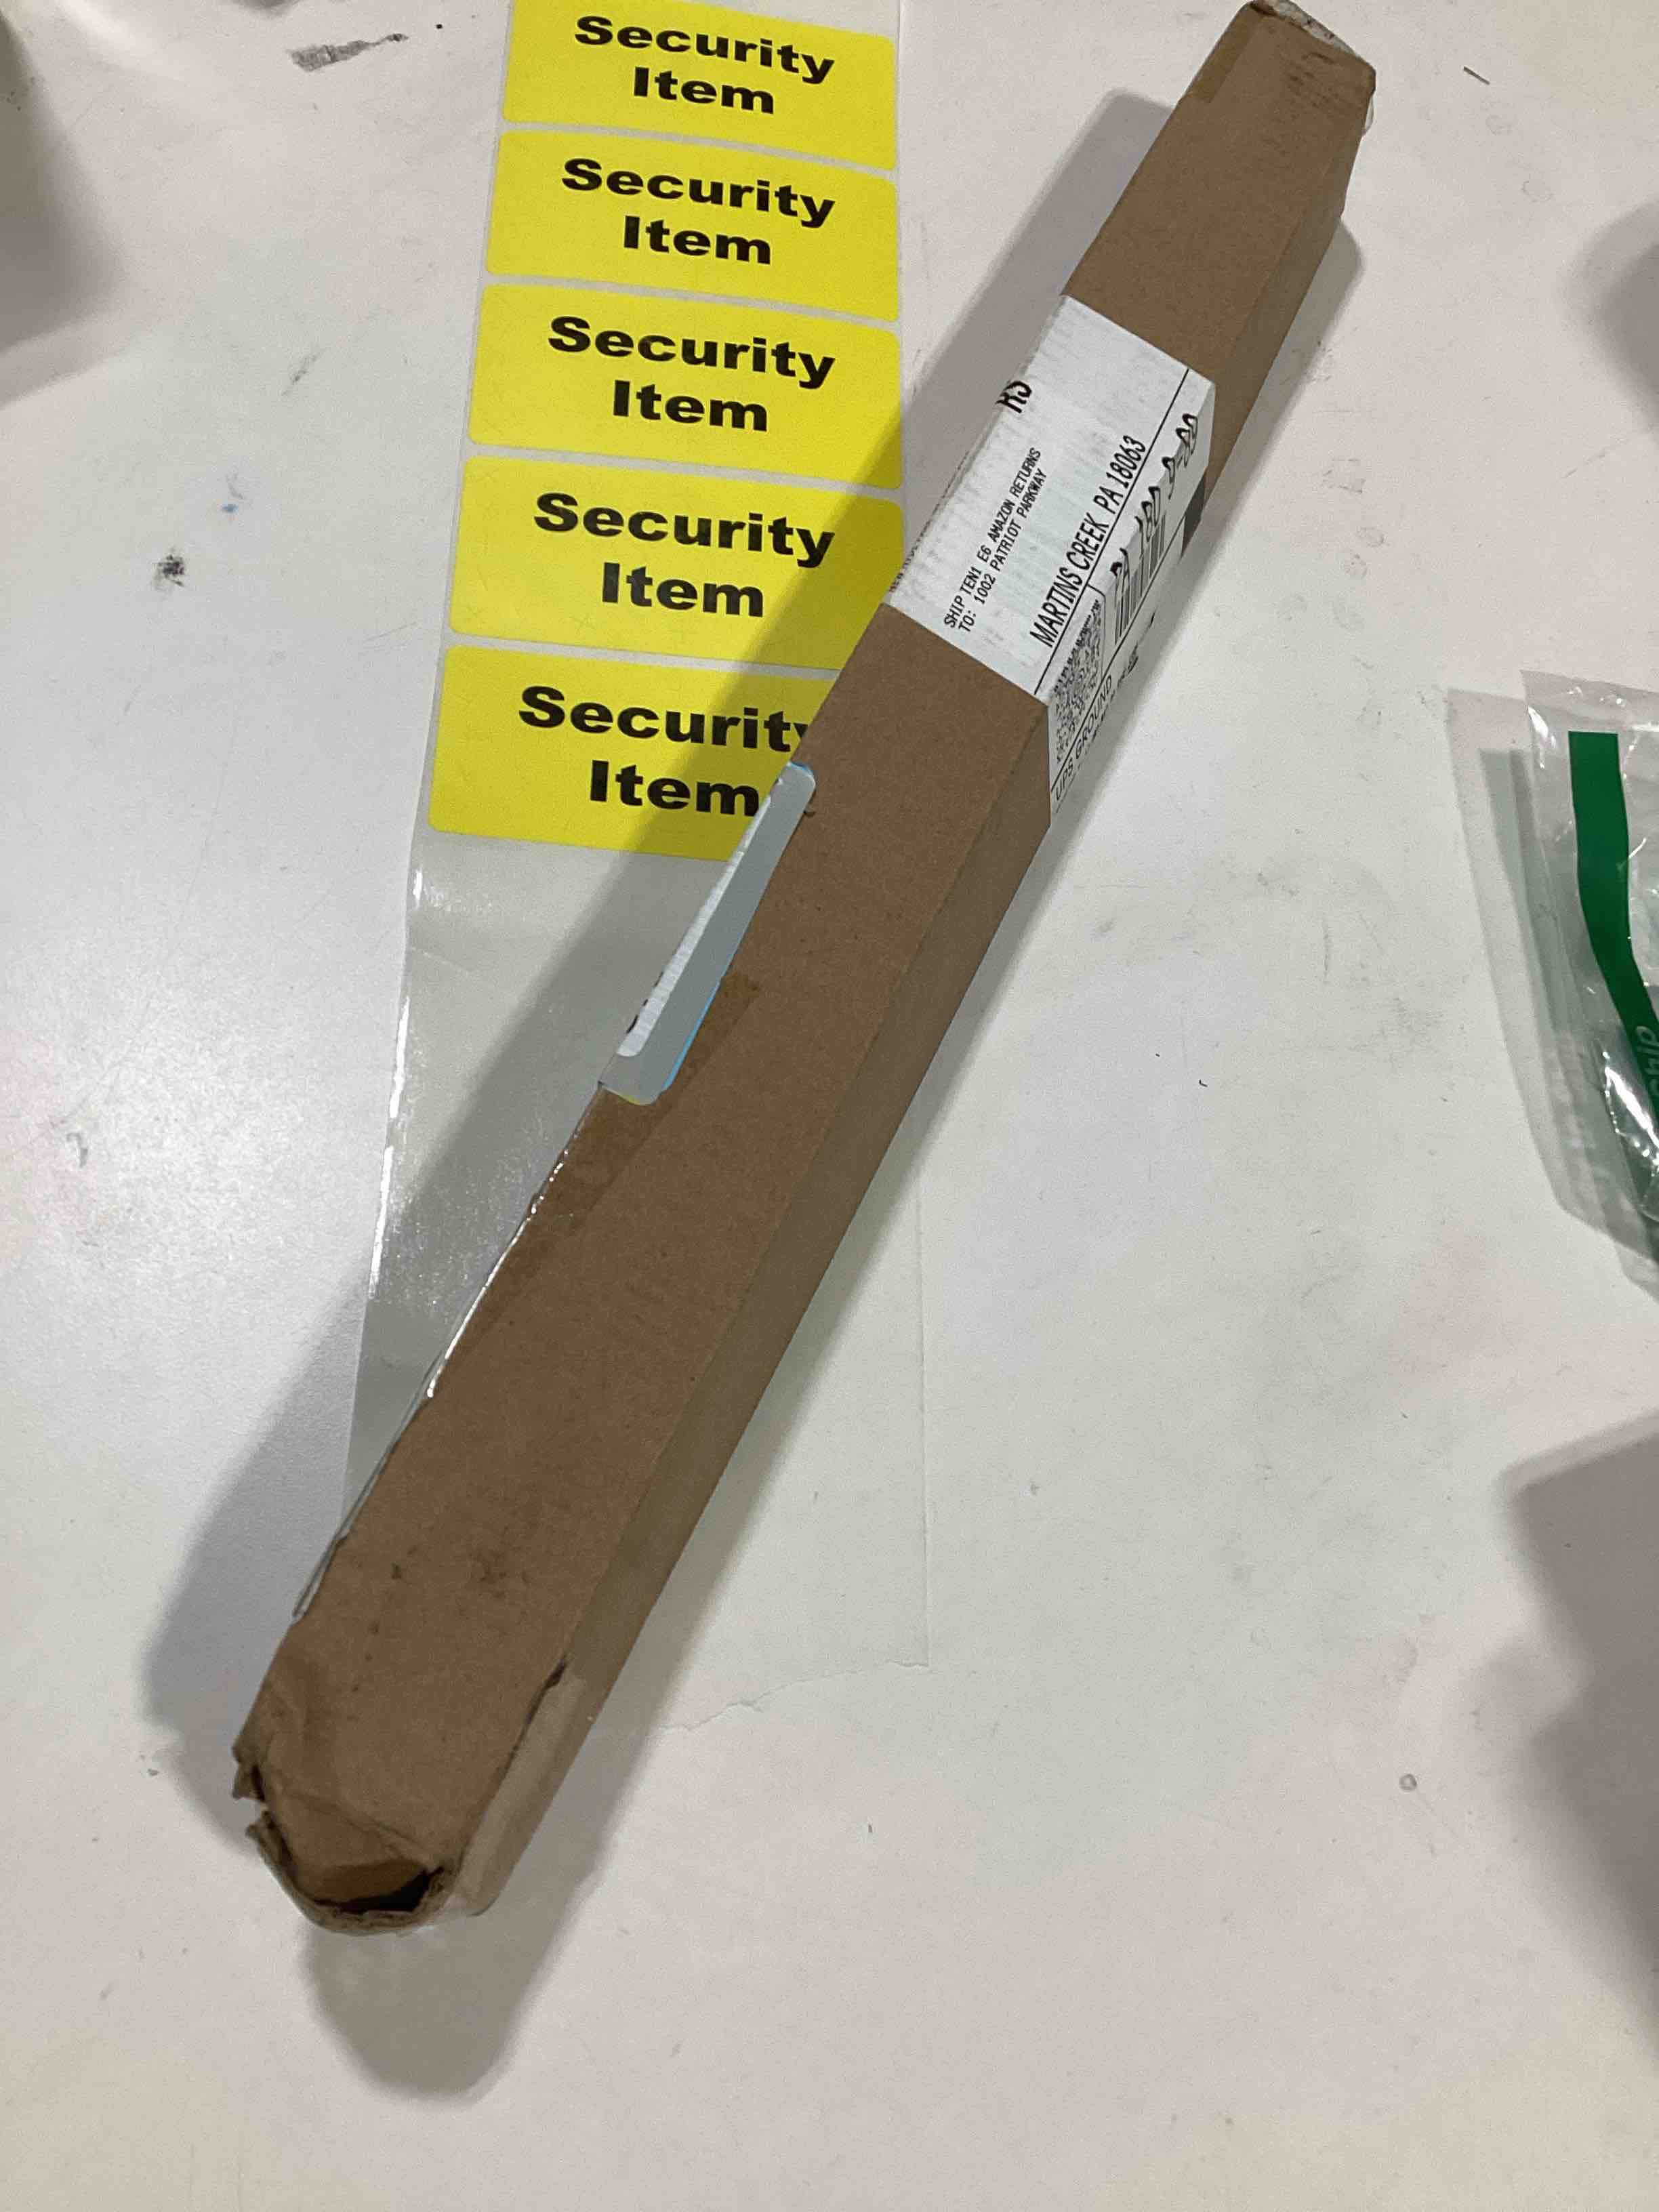 Security
Item
Security
Item
Security
Item
Security
Item
Security
Item
SHIP TEN1 E6 AMAZON RETURNS
TO: 1002 PATRIOT PARKWAY
MARTINS CREEK PA 18063
UPS GROUND